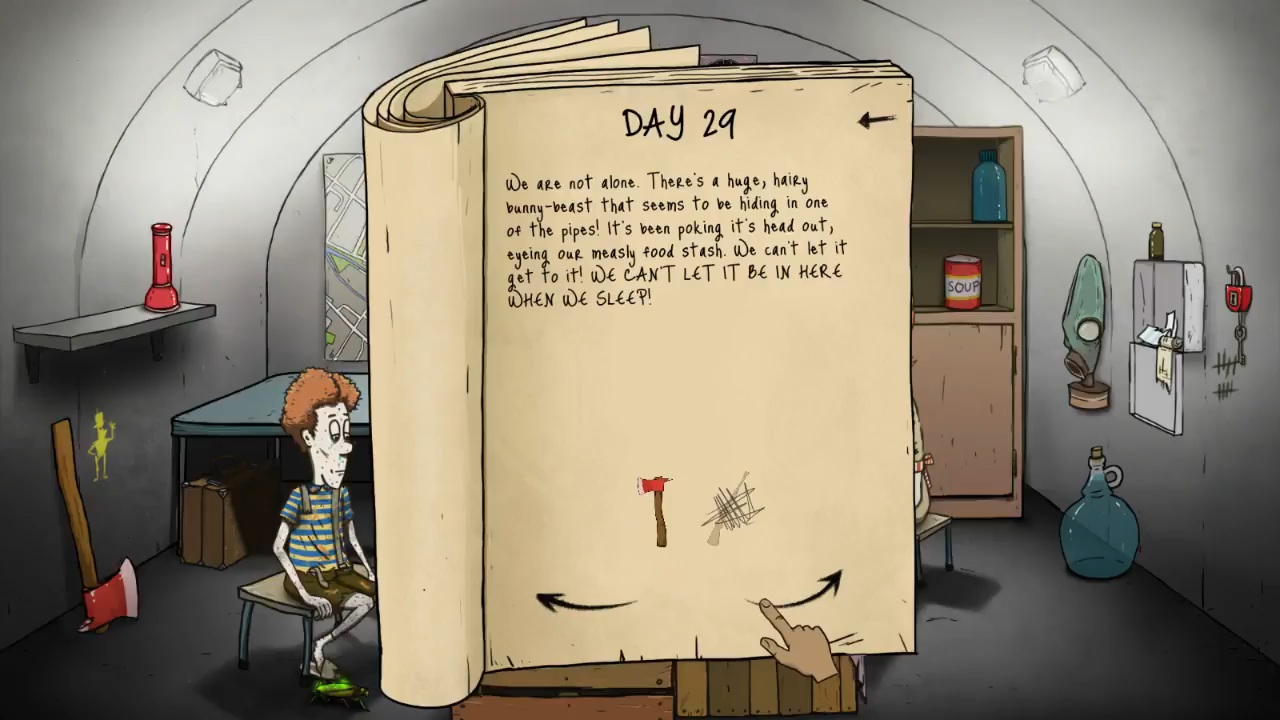 DAY 29
We are not alone. There's a huge, hairy
bunny-beast that seems to be hiding in one
of the pipes! It's been poking it's head out,
eyeing our measly food stash. We can't let it
get to it! WE CAN'T LET IT BE IN HERE
WHEN WE SLEEP!
SOUP